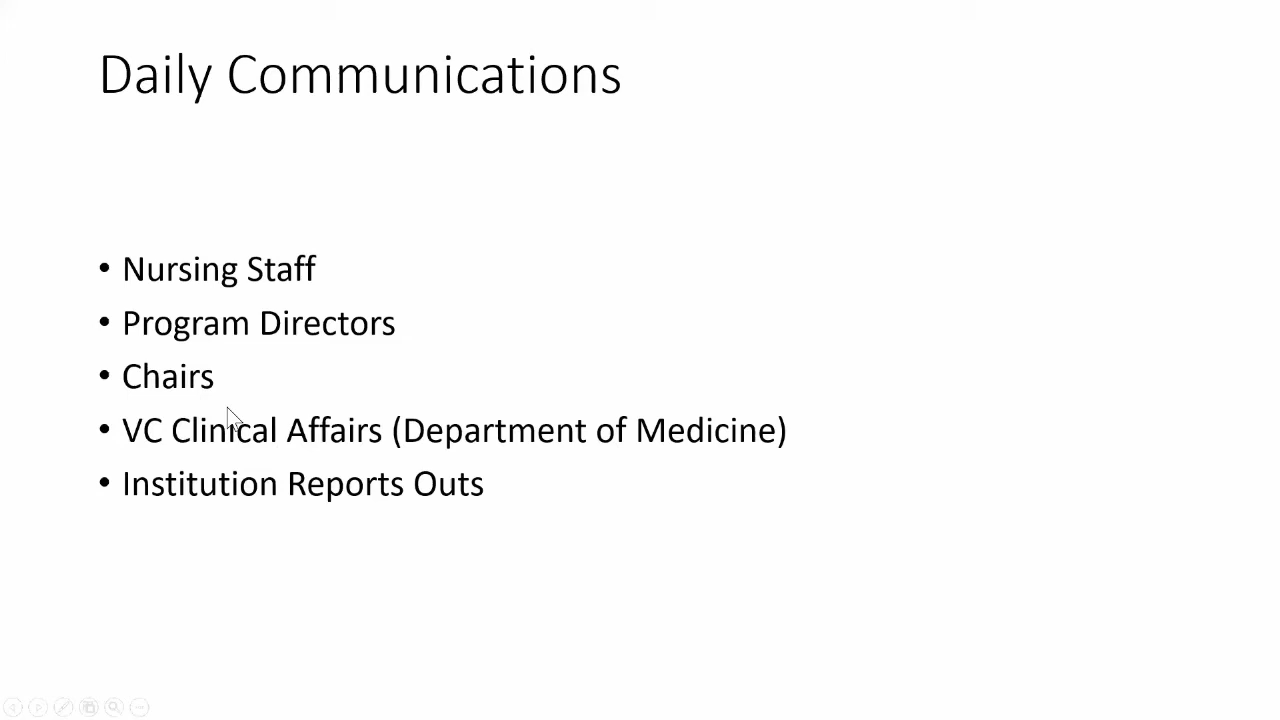 Daily Communications
• Nursing Staff
• Program Directors
• Chairs
• VC Clinical Affairs (Department of Medicine)
• Institution Reports Outs